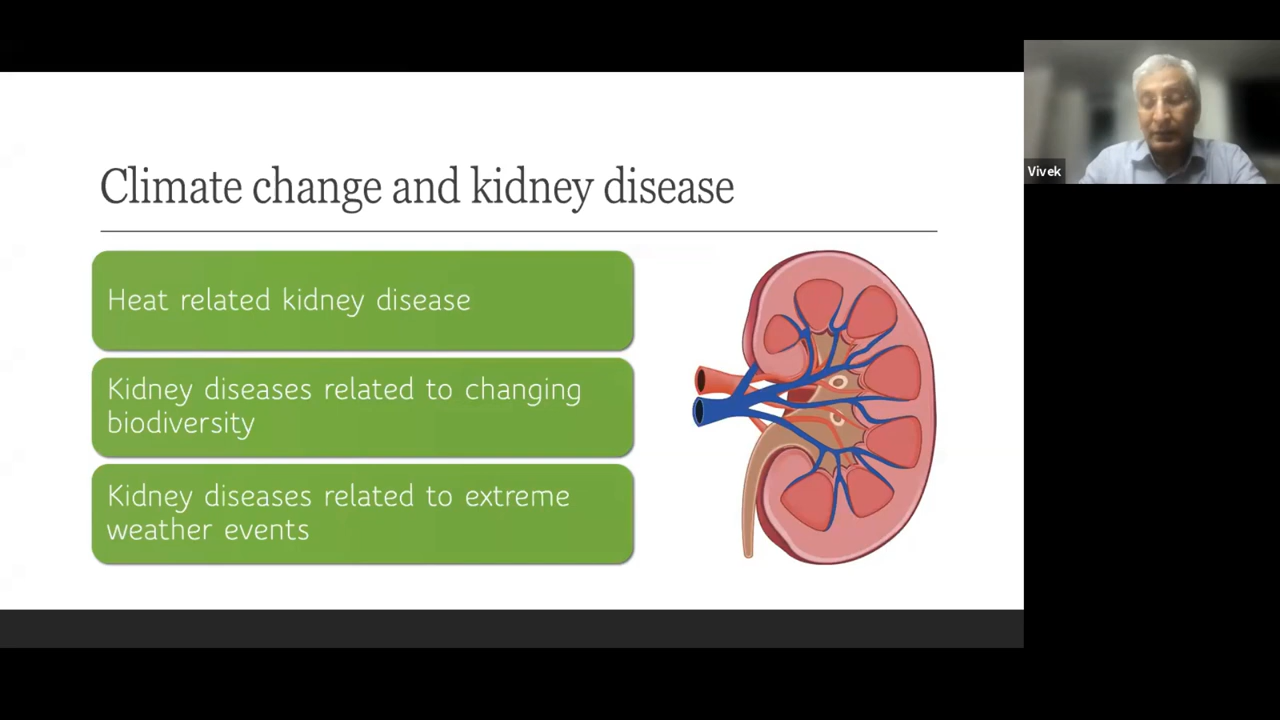 Climate change and kidney disease
Heat related kidney disease
Kidney diseases related to changing
biodiversity
Kidney diseases related to extreme
weather events
Vivek